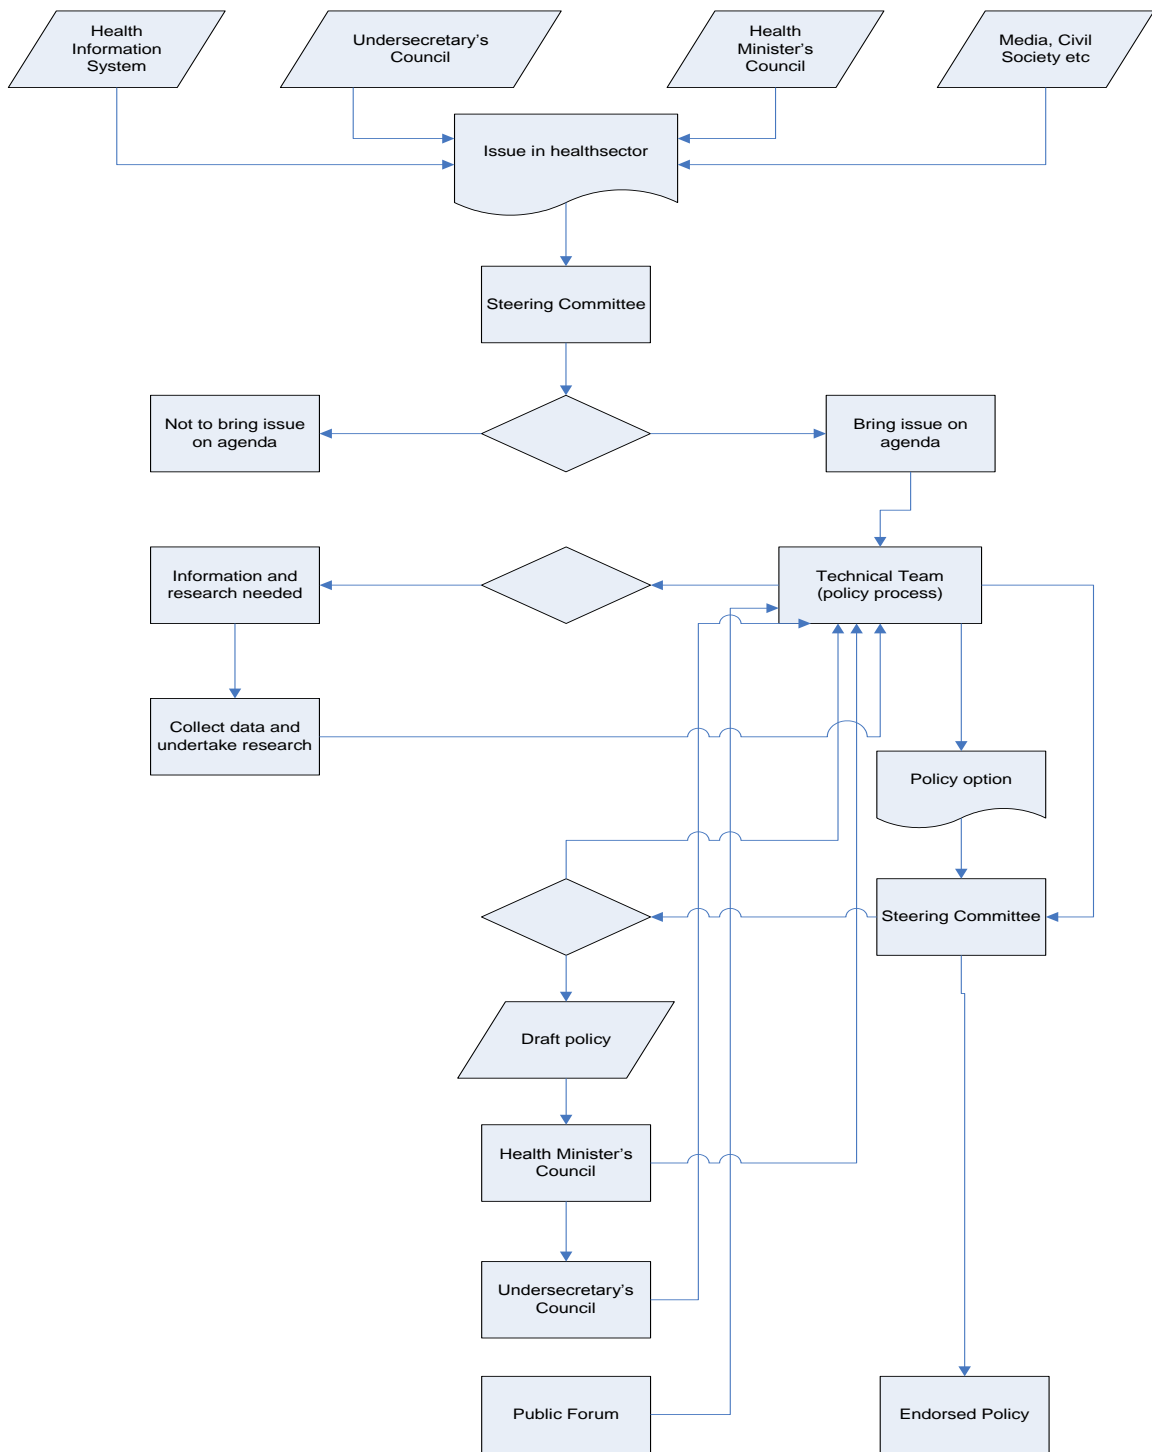 Health
Information
System
Undersecretary's
Council
Health
Minister's
Council
Media, Civil
Society etc
Issue in healthsector
Steering Committee
Not to bring issue
on agenda
Bring issue on
agenda
Information and
research needed
Technical Team
(policy process)
Collect data and
undertake research
Policy option
Steering Committee
Draft policy
Health Minister's
Council
Undersecretary's
Council
Public Forum
Endorsed Policy